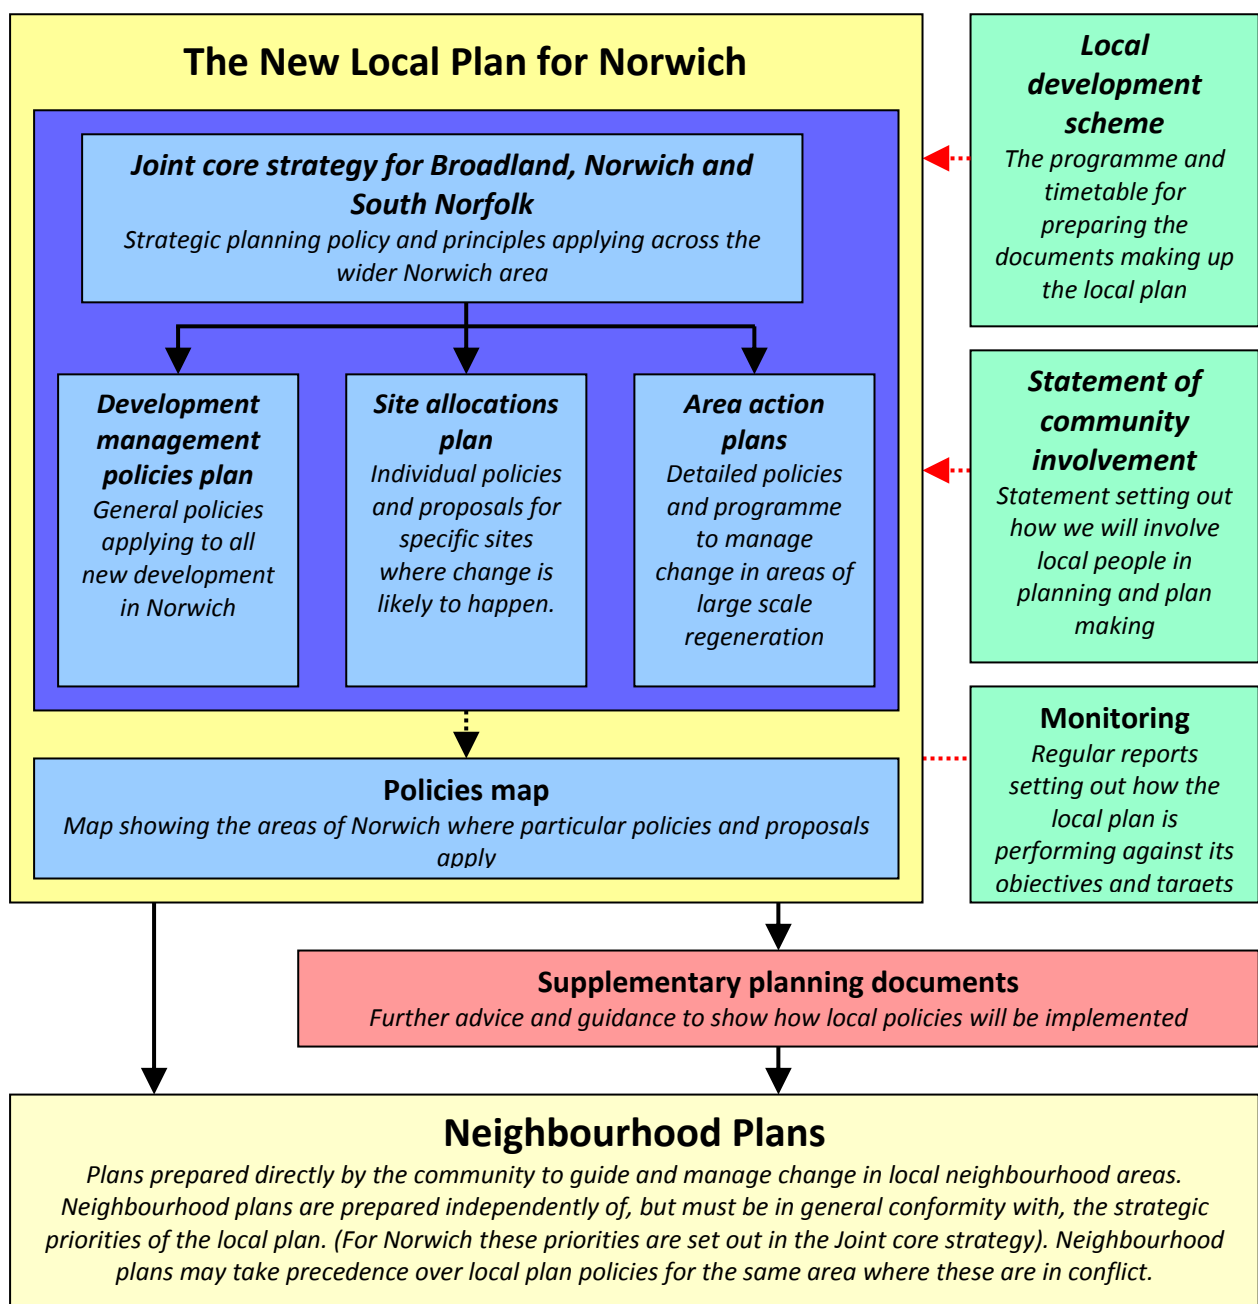 The New Local Plan for Norwich
Joint core strategy for Broadland, Norwich and
South Norfolk
Strategic planning policy and principles applying across the
wider Norwich area
Development
management
policies plan
General policies
applying to all
new development
in Norwich
Site allocations
plan
Individual policies
and proposals for
specific sites
where change is
likely to happen.
Area action
plans
Detailed policies
and programme
to manage
change in areas of
large scale
regeneration
Policies map
Map showing the areas of Norwich where particular policies and proposals
apply
Local
development
scheme
The programme and
timetable for
preparing the
documents making up
the local plan
Statement of
community
involvement
Statement setting out
how we will involve
local people in
planning and plan
making
Monitoring
Regular reports
setting out how the
local plan is
performing against its
objectives and targets
Supplementary planning documents
Further advice and guidance to show how local policies will be implemented
Neighbourhood Plans
Plans prepared directly by the community to guide and manage change in local neighbourhood areas.
Neighbourhood plans are prepared independently of, but must be in general conformity with, the strategic
priorities of the local plan. (For Norwich these priorities are set out in the Joint core strategy). Neighbourhood
plans may take precedence over local plan policies for the same area where these are in conflict.